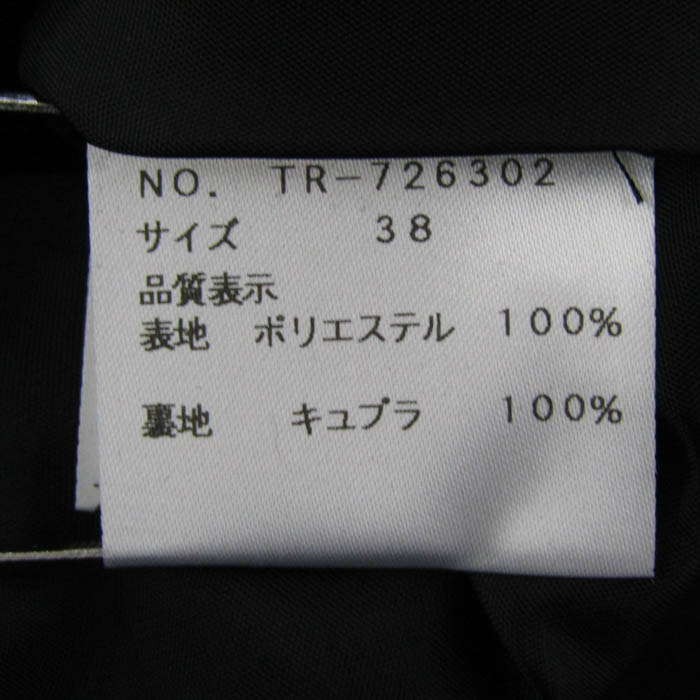 NO. TR-726302
サイズ 38
品質表示
表地 ポリエステル 100%
裏地 キュプラ 100%